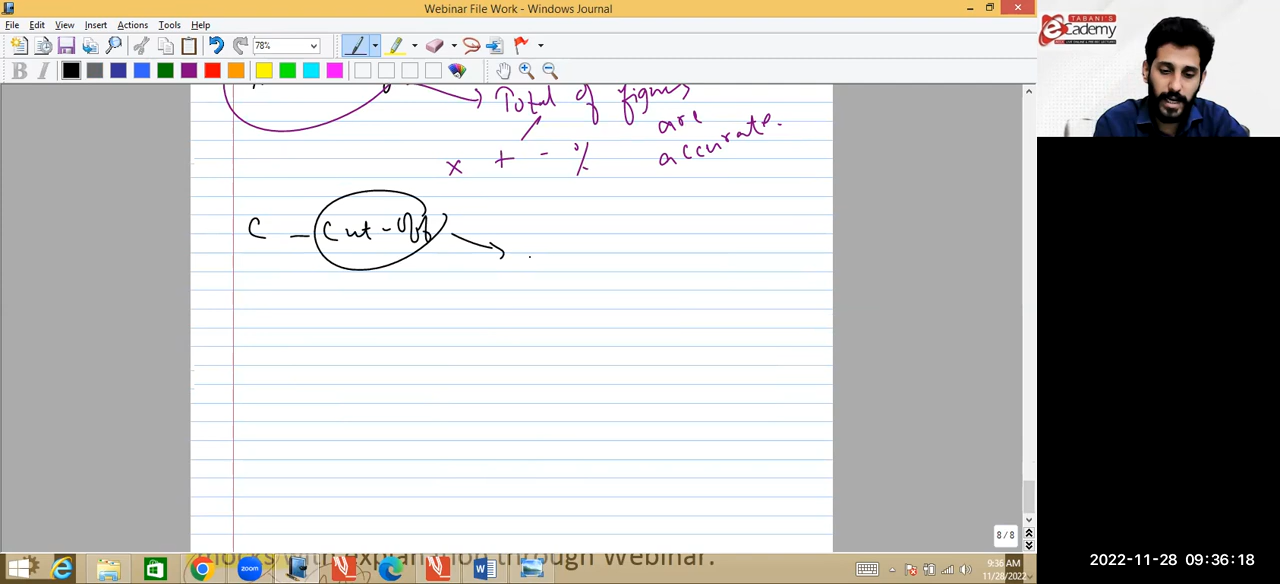 Webinar File Work - Windows Journal
File Edit View Insert Actions Tools Help
78%
Total of figures
are
accurate.
x + - %
C - Cut-Off
8 / 8
TABANI'S
eCademy
Webinar.
zoom
9:36 AM
11/28/2022
2022-11-28 09:36:18